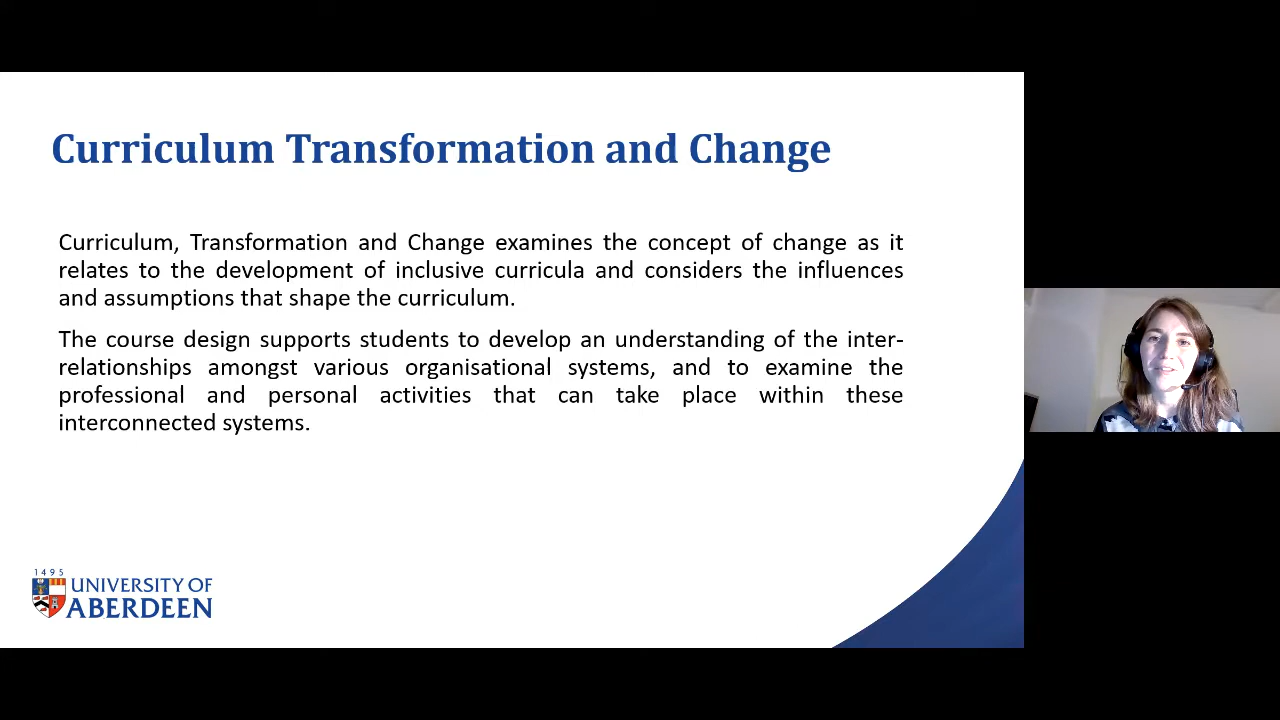 Curriculum Transformation and Change
Curriculum, Transformation and Change examines the concept of change as it
relates to the development of inclusive curricula and considers the influences
and assumptions that shape the curriculum.
The course design supports students to develop an understanding of the inter-
relationships amongst various organisational systems, and to examine the
professional and personal activities that can take place within these
interconnected systems.
1495
UNIVERSITY OF
ABERDEEN